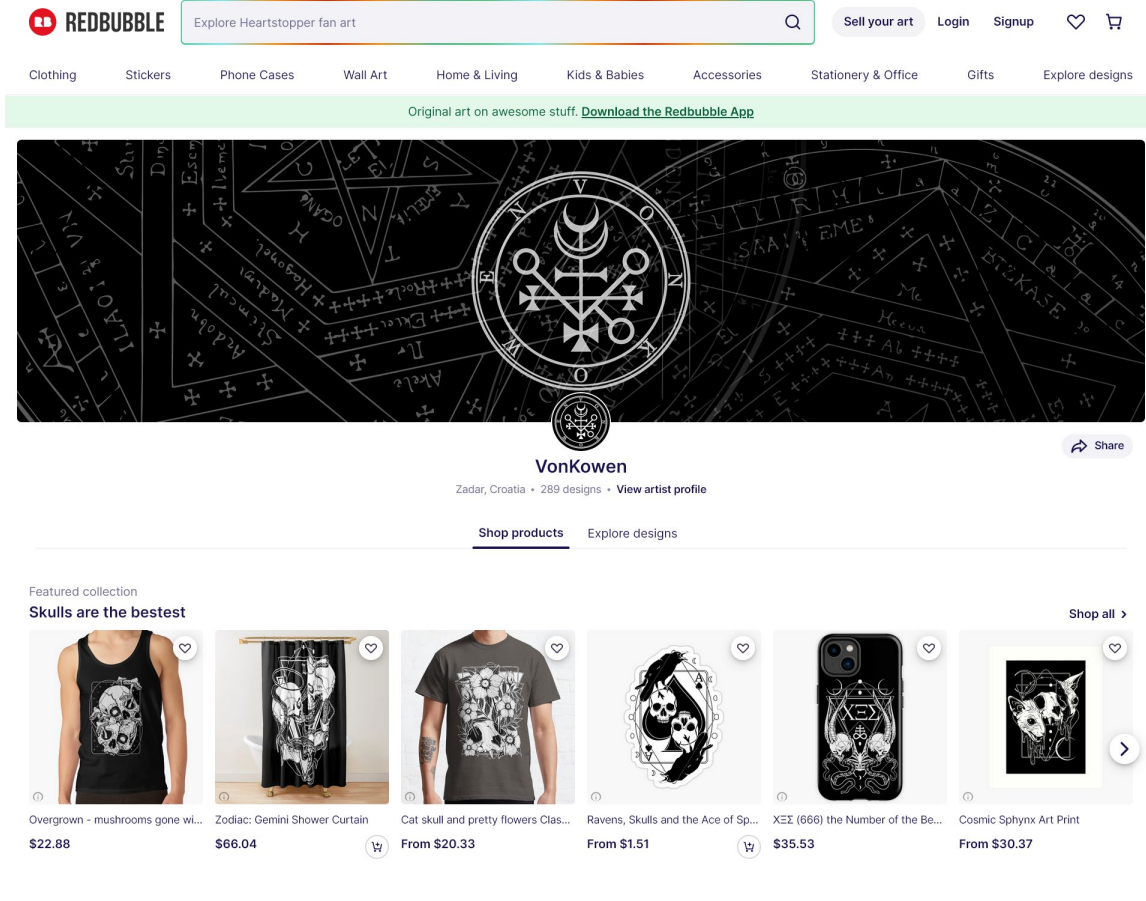 REDBUBBLE
Explore Heartstopper fan art
Sell your art Login Signup
Clothing Stickers Phone Cases Wall Art Home & Living Kids & Babies Accessories Stationery & Office Gifts Explore designs
Original art on awesome stuff. Download the Redbubble App
VON KOWEN
VonKowen
Share
Zadar, Croatia • 289 designs • View artist profile
Shop products Explore designs
Featured collection
Skulls are the bestest
Shop all
Overgrown - mushrooms gone wi... Zodiac: Gemini Shower Curtain Cat skull and pretty flowers Clas... Ravens, Skulls and the Ace of Sp... ΧΞΣ (666) the Number of the Be... Cosmic Sphynx Art Print
$22.88 $66.04 From $20.33 From $1.51 $35.53 From $30.37